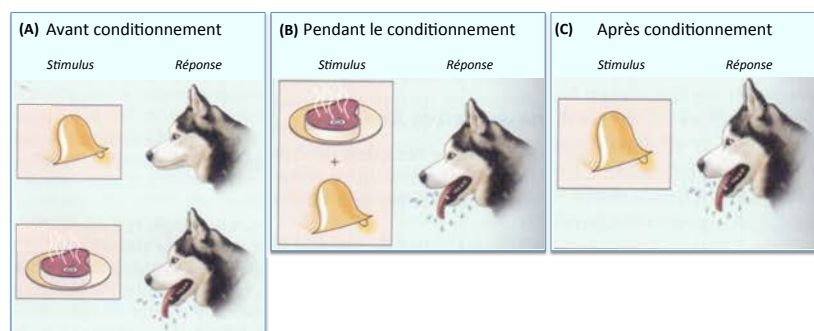 (A) Avant conditionnement
Stimulus Réponse
(B) Pendant le conditionnement
Stimulus Réponse
+
(C) Après conditionnement
Stimulus Réponse